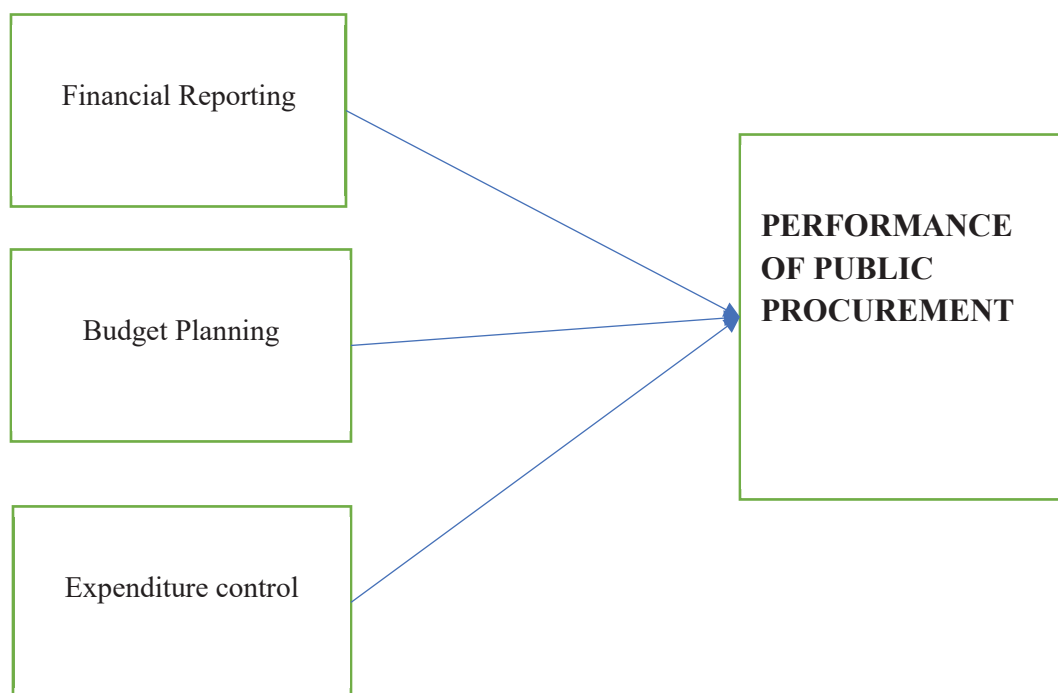 Financial Reporting
Budget Planning
Expenditure control
PERFORMANCE
OF PUBLIC
PROCUREMENT